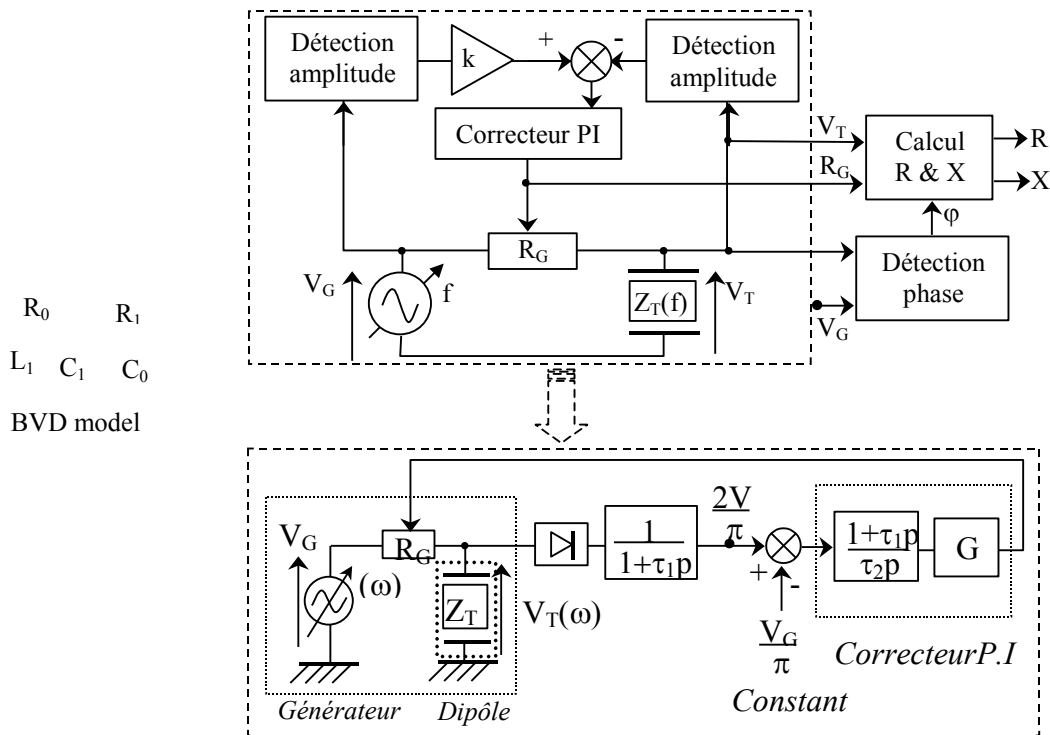 Détection
amplitude
k
+
-
Détection
amplitude
Correcteur PI
V_T
R_G
Calcul
R & X
R
X
φ
R_G
V_G
f
Z_T(f)
V_T
Détection
phase
V_G
R_0 R_1
L_1 C_1 C_0
BVD model
V_G
R_G
(ω)
Z_T
V_T(ω)
1
1+τ_1p
2V
π
+
-
V_G
π
Constant
1+τ_1p
τ_2p
G
CorrecteurP.I
Générateur
Dipôle